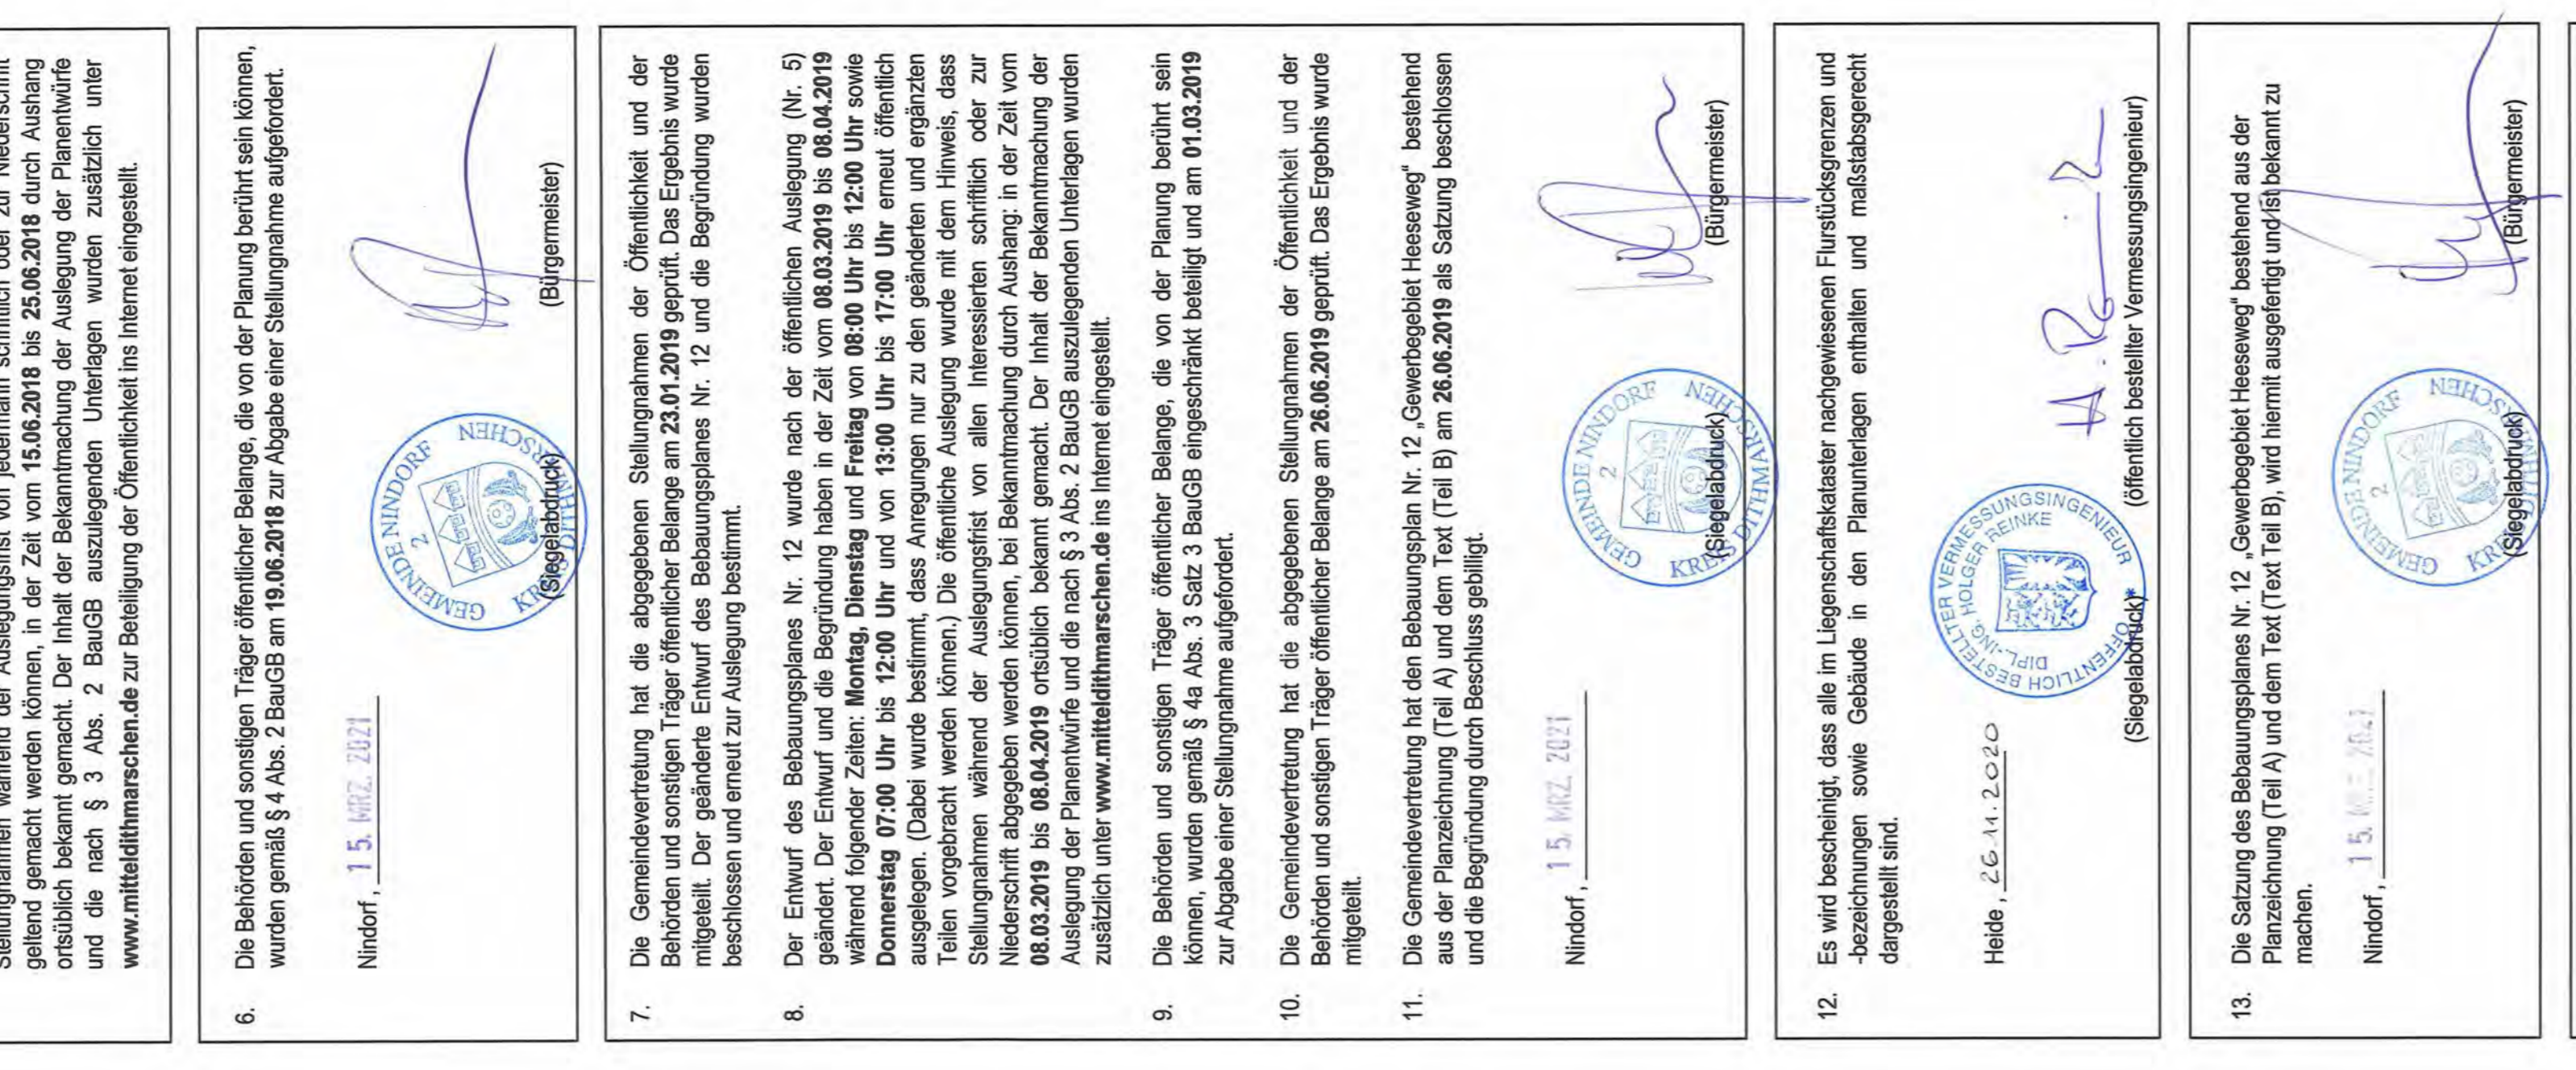 Stellungnahmen während der Auslegungsfrist von jedermann schriftlich oder zur Niederschrift
geltend gemacht werden können, in der Zeit vom 15.06.2018 bis 25.06.2018 durch Aushang
ortsüblich bekannt gemacht. Der Inhalt der Bekanntmachung der Auslegung der Planentwürfe
und die nach § 3 Abs. 2 BauGB auszulegenden Unterlagen wurden zusätzlich unter
www.mitteldithmarschen.de zur Beteiligung der Öffentlichkeit ins Internet eingestellt.
6. Die Behörden und sonstigen Träger öffentlicher Belange, die von der Planung berührt sein können,
wurden gemäß § 4 Abs. 2 BauGB am 19.06.2018 zur Abgabe einer Stellungnahme aufgefordert.
Nindorf, 15. MRZ. 2021
GEMEINDE NINDORF
2
KREIS DITHMARSCHEN
(Siegelabdruck)
(Bürgermeister)
7. Die Gemeindevertretung hat die abgegebenen Stellungnahmen der Öffentlichkeit und der
Behörden und sonstigen Träger öffentlicher Belange am 23.01.2019 geprüft. Das Ergebnis wurde
mitgeteilt. Der geänderte Entwurf des Bebauungsplanes Nr. 12 und die Begründung wurden
beschlossen und erneut zur Auslegung bestimmt.
8. Der Entwurf des Bebauungsplanes Nr. 12 wurde nach der öffentlichen Auslegung (Nr. 5)
geändert. Der Entwurf und die Begründung haben in der Zeit vom 08.03.2019 bis 08.04.2019
während folgender Zeiten: Montag, Dienstag und Freitag von 08:00 Uhr bis 12:00 Uhr sowie
Donnerstag 07:00 Uhr bis 12:00 Uhr und von 13:00 Uhr bis 17:00 Uhr erneut öffentlich
ausgelegen. (Dabei wurde bestimmt, dass Anregungen nur zu den geänderten und ergänzten
Teilen vorgebracht werden können.) Die öffentliche Auslegung wurde mit dem Hinweis, dass
Stellungnahmen während der Auslegungsfrist von allen Interessierten schriftlich oder zur
Niederschrift abgegeben werden können, bei Bekanntmachung durch Aushang: in der Zeit vom
08.03.2019 bis 08.04.2019 ortsüblich bekannt gemacht. Der Inhalt der Bekanntmachung der
Auslegung der Planentwürfe und die nach § 3 Abs. 2 BauGB auszulegenden Unterlagen wurden
zusätzlich unter www.mitteldithmarschen.de ins Internet eingestellt.
9. Die Behörden und sonstigen Träger öffentlicher Belange, die von der Planung berührt sein
können, wurden gemäß § 4a Abs. 3 Satz 3 BauGB eingeschränkt beteiligt und am 01.03.2019
zur Abgabe einer Stellungnahme aufgefordert.
10. Die Gemeindevertretung hat die abgegebenen Stellungnahmen der Öffentlichkeit und der
Behörden und sonstigen Träger öffentlicher Belange am 26.06.2019 geprüft. Das Ergebnis wurde
mitgeteilt.
11. Die Gemeindevertretung hat den Bebauungsplan Nr. 12 „Gewerbegebiet Heeseweg" bestehend
aus der Planzeichnung (Teil A) und dem Text (Teil B) am 26.06.2019 als Satzung beschlossen
und die Begründung durch Beschluss gebilligt.
Nindorf, 15. MRZ. 2021
GEMEINDE NINDORF
2
KREIS DITHMARSCHEN
(Siegelabdruck)
(Bürgermeister)
12. Es wird bescheinigt, dass alle im Liegenschaftskataster nachgewiesenen Flurstücksgrenzen und
-bezeichnungen sowie Gebäude in den Planunterlagen enthalten und maßstabsgerecht
dargestellt sind.
Heide, 26.11.2020
ÖFFENTLICH BESTELLTER VERMESSUNGSINGENIEUR *
DIPL.-ING. HOLGER REINKE
(Siegelabdruck)
(Öffentlich bestellter Vermessungsingenieur)
13. Die Satzung des Bebauungsplanes Nr. 12 „Gewerbegebiet Heeseweg" bestehend aus der
Planzeichnung (Teil A) und dem Text (Text Teil B), wird hiermit ausgefertigt und ist bekannt zu
machen.
Nindorf, 15. MRZ. 2021
GEMEINDE NINDORF
2
KREIS DITHMARSCHEN
(Siegelabdruck)
(Bürgermeister)